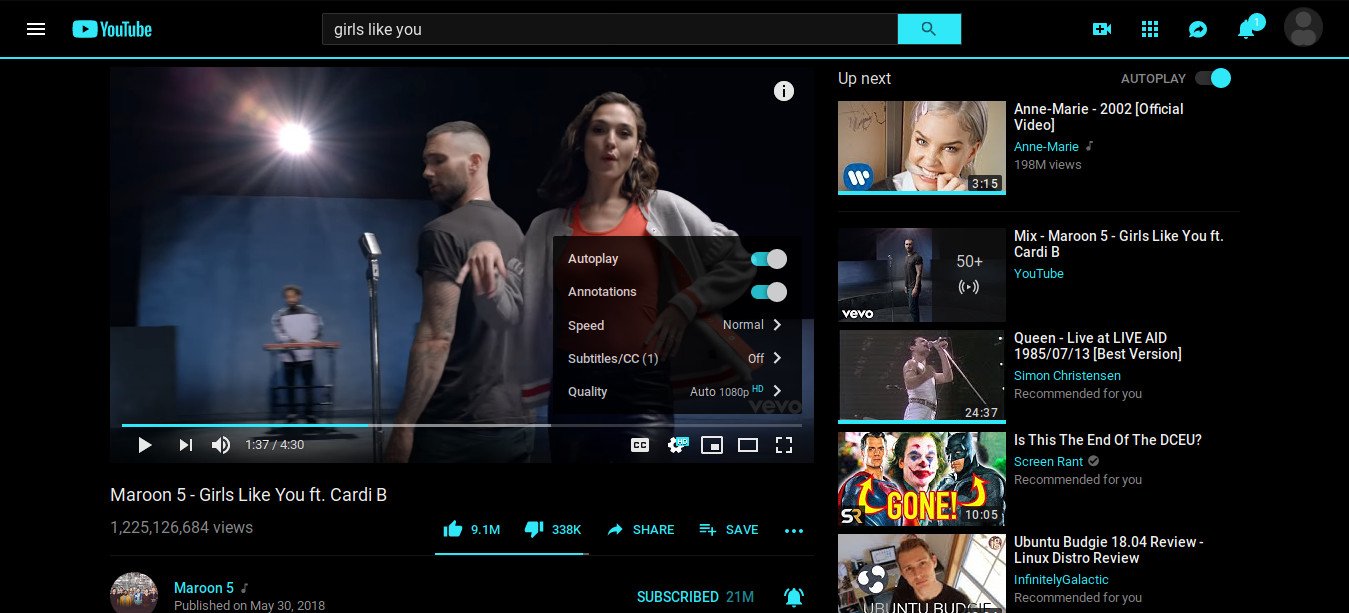 YouTube
girls like you
1
i
Autoplay
Annotations
Speed Normal
Subtitles/CC (1) Off
Quality Auto 1080p HD
vevo
1:37 / 4:30
CC
HD
Maroon 5 - Girls Like You ft. Cardi B
1,225,126,684 views
9.1M 338K SHARE SAVE
Maroon 5
Published on May 30, 2018
SUBSCRIBED 21M
Up next AUTOPLAY
3:15
Anne-Marie - 2002 [Official
Video]
Anne-Marie
198M views
50+
vevo
Mix - Maroon 5 - Girls Like You ft.
Cardi B
YouTube
24:37
Queen - Live at LIVE AID
1985/07/13 [Best Version]
Simon Christensen
Recommended for you
GONE!
SR
10:05
Is This The End Of The DCEU?
Screen Rant
Recommended for you
UBUNTU BUDGIE
Ubuntu Budgie 18.04 Review -
Linux Distro Review
InfinitelyGalactic
Recommended for you